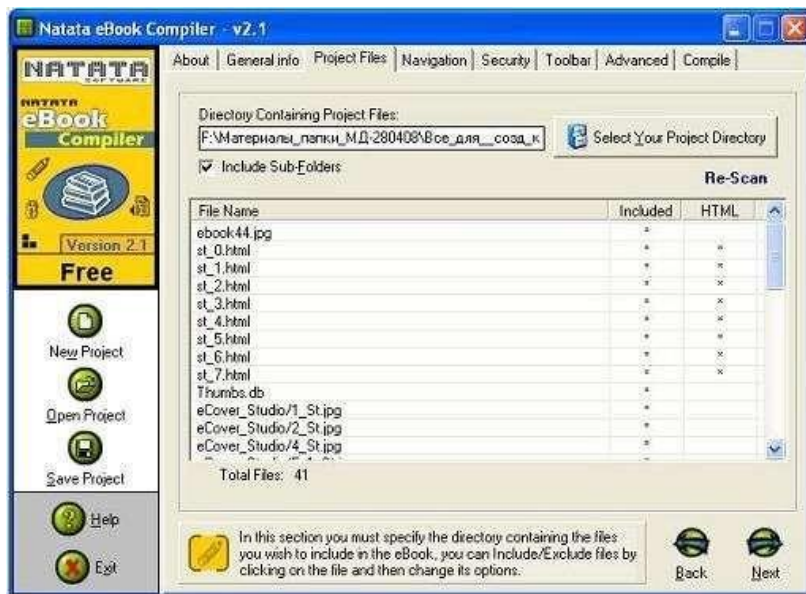 Natata eBook Compiler - v2.1
NATATA
SOFTWARE
NATATA
eBook
Compiler
Version 2.1
Free
New Project
Open Project
Save Project
Help
Exit
About General info Project Files Navigation Security Toolbar Advanced Compile
Directory Containing Project Files:
F:\Материалы_папки_МД-280408\Все_для__созд_к
Select Your Project Directory
Include Sub-Folders
Re-Scan
File Name Included HTML
ebook44.jpg *
st_0.html * *
st_1.html * *
st_2.html * *
st_3.html * *
st_4.html * *
st_5.html * *
st_6.html * *
st_7.html * *
Thumbs.db *
eCover_Studio/1_St.jpg *
eCover_Studio/2_St.jpg *
eCover_Studio/4_St.jpg *
Total Files: 41
In this section you must specify the directory containing the files
you wish to include in the eBook, you can Include/Exclude files by
clicking on the file and then change its options.
Back
Next